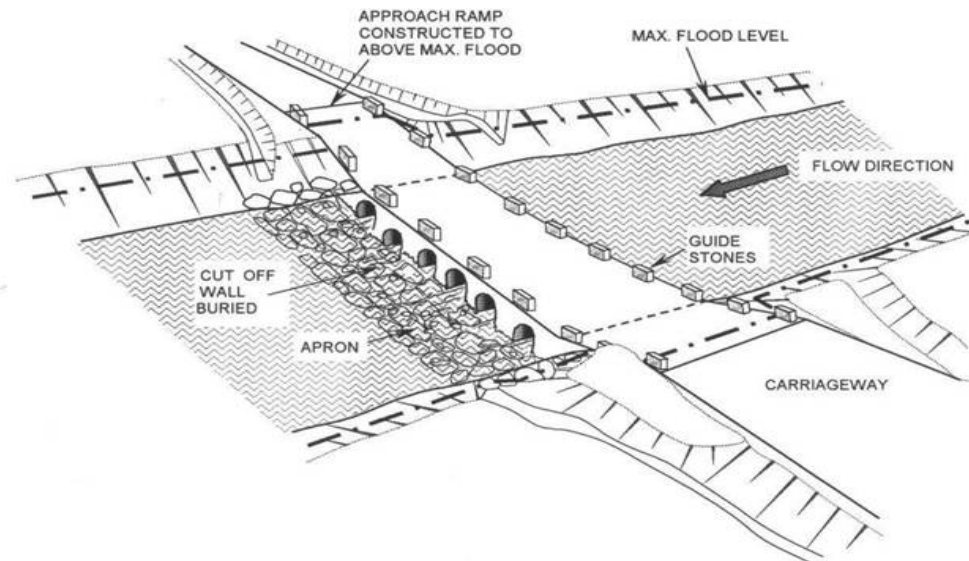 APPROACH RAMP
CONSTRUCTED TO
ABOVE MAX. FLOOD
MAX. FLOOD LEVEL
FLOW DIRECTION
GUIDE
STONES
CUT OFF
WALL
BURIED
APRON
CARRIAGEWAY